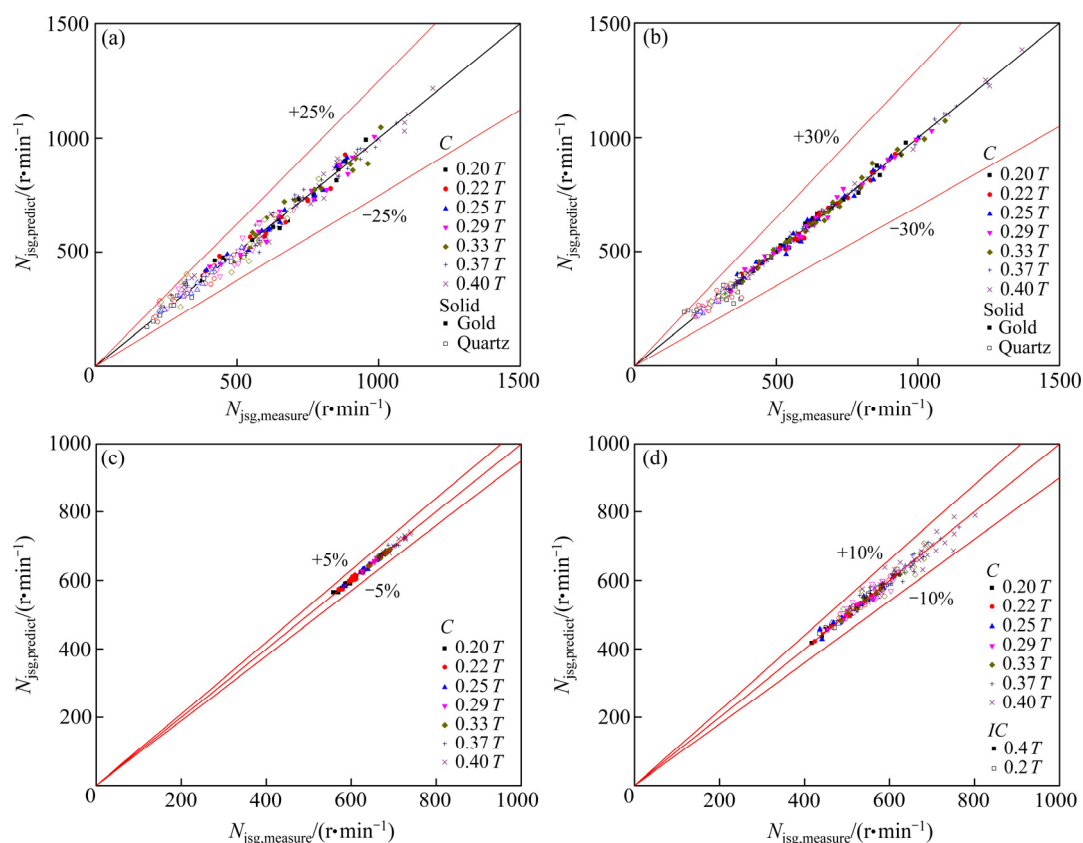 (a)
1500
1000
500
0
500
1000
1500
+25%
−25%
C
0.20 T
0.22 T
0.25 T
0.29 T
0.33 T
0.37 T
0.40 T
Solid
Gold
Quartz
Njsg,predict/(r•min−1)
Njsg,measure/(r•min−1)
(b)
1500
1000
500
0
500
1000
1500
+30%
−30%
C
0.20 T
0.22 T
0.25 T
0.29 T
0.33 T
0.37 T
0.40 T
Solid
Gold
Quartz
Njsg,predict/(r•min−1)
Njsg,measure/(r•min−1)
(c)
1000
800
600
400
200
0
200
400
600
800
1000
+5%
−5%
C
0.20 T
0.22 T
0.25 T
0.29 T
0.33 T
0.37 T
0.40 T
Njsg,predict/(r•min−1)
Njsg,measure/(r•min−1)
(d)
1000
800
600
400
200
0
200
400
600
800
1000
+10%
−10%
C
0.20 T
0.22 T
0.25 T
0.29 T
0.33 T
0.37 T
0.40 T
IC
0.4 T
0.2 T
Njsg,predict/(r•min−1)
Njsg,measure/(r•min−1)